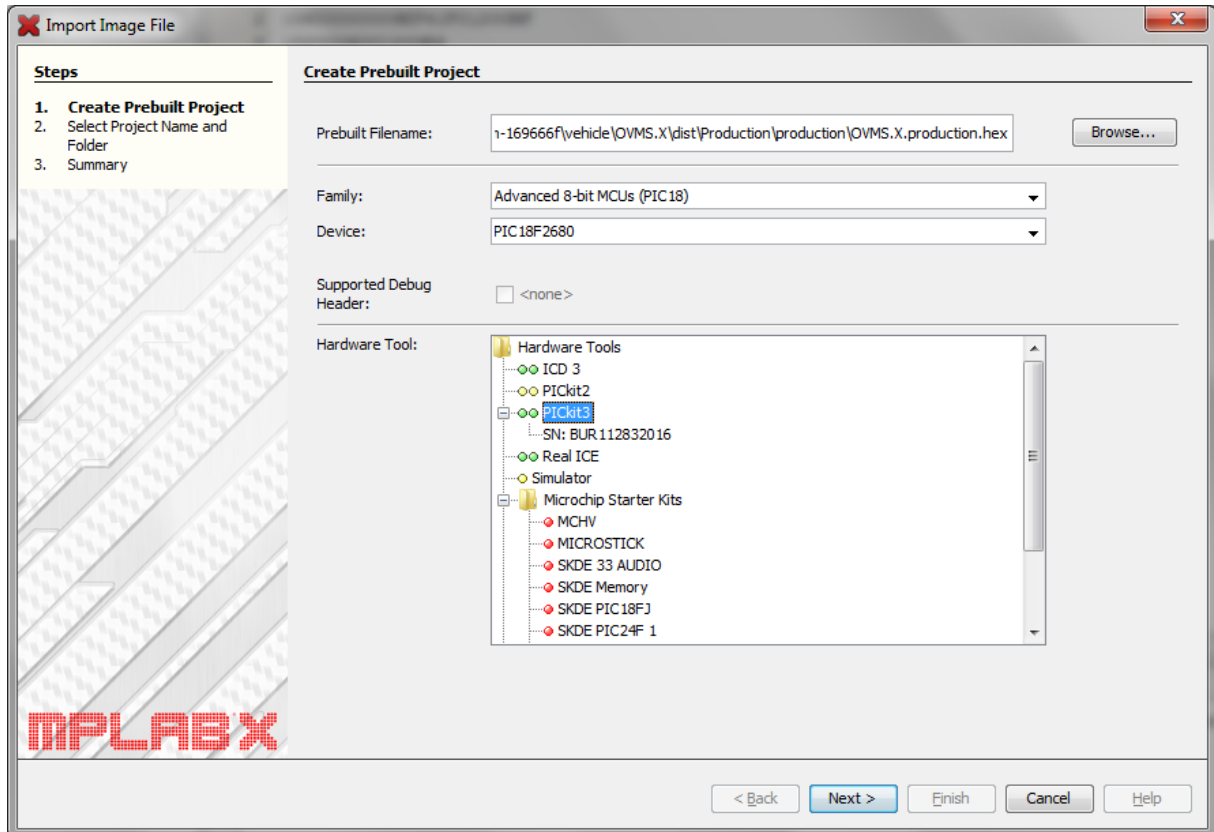 Import Image File
Steps
1. Create Prebuilt Project
2. Select Project Name and
Folder
3. Summary
Create Prebuilt Project
Prebuilt Filename:
ո-169666f\vehicle\OVMS.X\dist\Production\production\OVMS.X.production.hex
Browse...
Family:
Advanced 8-bit MCUs (PIC18)
Device:
PIC18F2680
Supported Debug
Header:
<none>
Hardware Tool:
Hardware Tools
ICD 3
PICkit2
PICkit3
SN: BUR112832016
Real ICE
Simulator
Microchip Starter Kits
MCHV
MICROSTICK
SKDE 33 AUDIO
SKDE Memory
SKDE PIC18FJ
SKDE PIC24F 1
MPLAB X
< Back
Next >
Finish
Cancel
Help